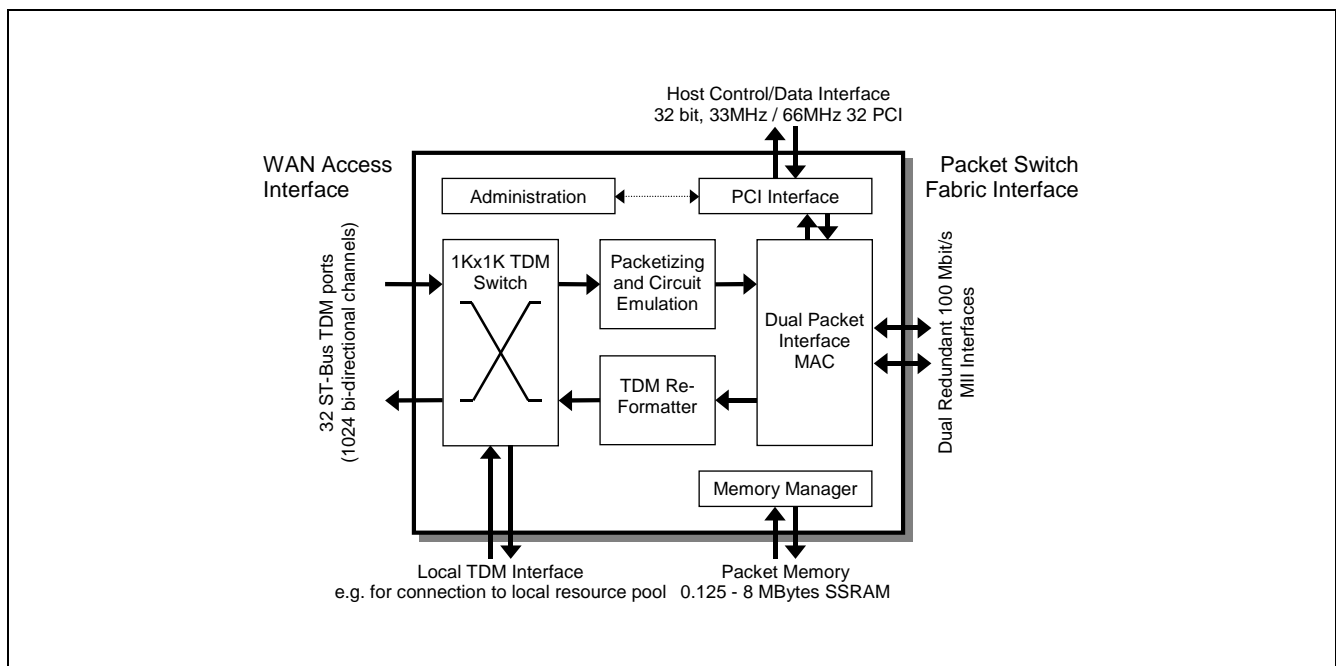 Host Control/Data Interface
32 bit, 33MHz / 66MHz 32 PCI
WAN Access
Interface
Packet Switch
Fabric Interface
Administration
PCI Interface
32 ST-Bus TDM ports
(1024 bi-directional channels)
1Kx1K TDM
Switch
Packetizing
and Circuit
Emulation
Dual Packet
Interface
MAC
TDM Re-
Formatter
Dual Redundant 100 Mbit/s
MII Interfaces
Memory Manager
Local TDM Interface
e.g. for connection to local resource pool
Packet Memory
0.125 - 8 MBytes SSRAM